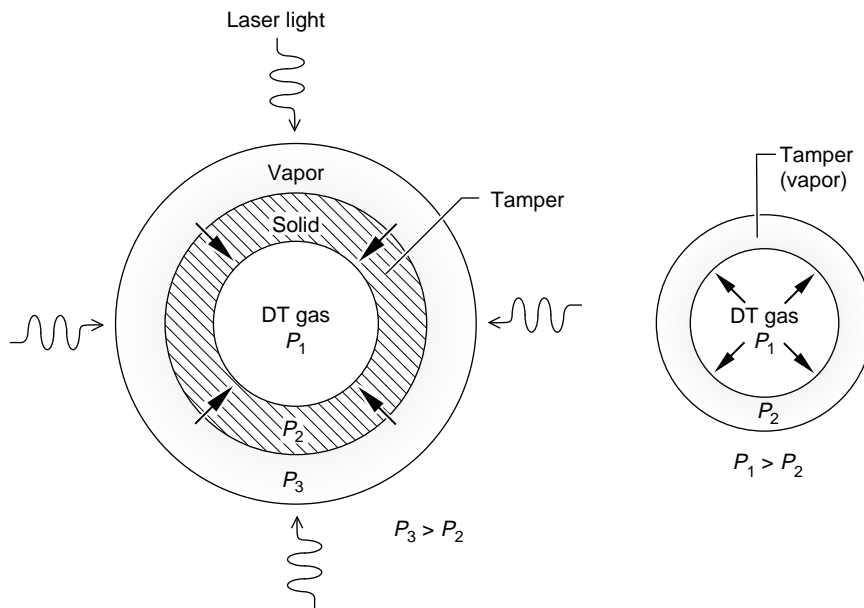 Laser light
Vapor
Solid
Tamper
DT gas
P₁
P₂
P₃
P₃ > P₂
Tamper
(vapor)
DT gas
P₁
P₂
P₁ > P₂